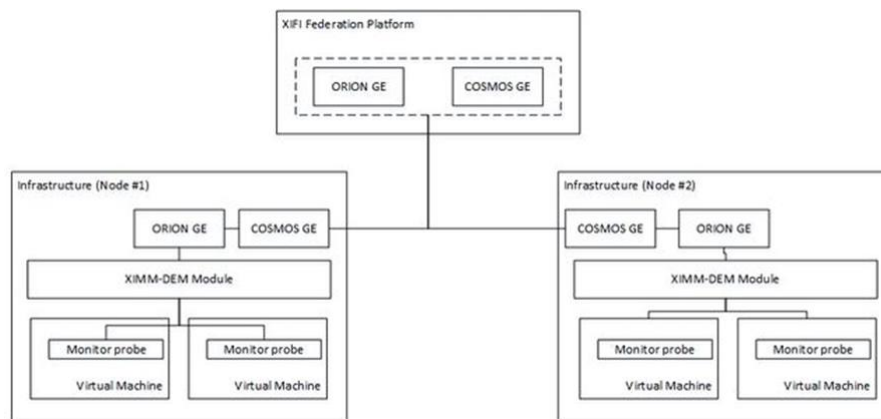 XIFI Federation Platform
ORION GE
COSMOS GE
Infrastructure (Node #1)
ORION GE
COSMOS GE
XIMM-DEM Module
Monitor probe
Virtual Machine
Monitor probe
Virtual Machine
Infrastructure (Node #2)
COSMOS GE
ORION GE
XIMM-DEM Module
Monitor probe
Virtual Machine
Monitor probe
Virtual Machine